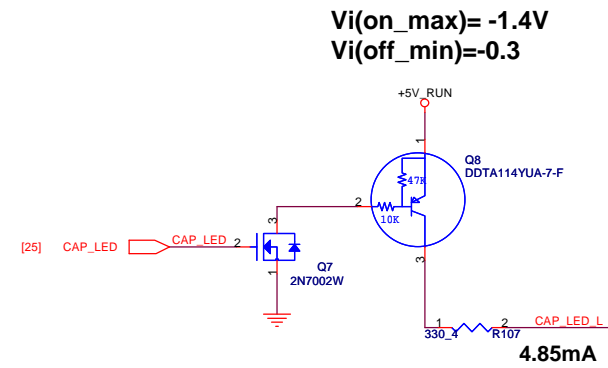 Vi(on_max)= -1.4V
Vi(off_min)=-0.3
+5V_RUN
1
Q8
DDTA114YUA-7-F
47K
2
10K
3
[25] CAP_LED CAP_LED 2
3
Q7
2N7002W
1
1 2 CAP_LED_L
330_4 R107
4.85mA